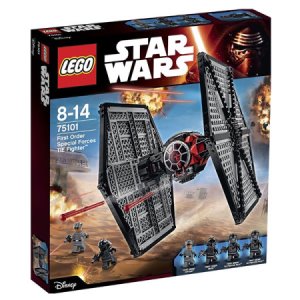 LEGO
STAR
WARS
8-14
75101
First Order
Special Forces
TIE Fighter
Disney